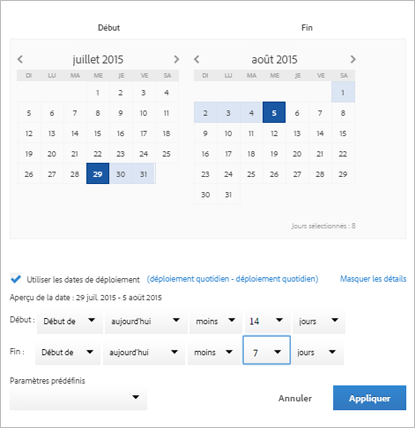 Début Fin
juillet 2015 août 2015
DI LU MA ME JE VE SA DI LU MA ME JE VE SA
1 2 3 4 1
5 6 7 8 9 10 11 2 3 4 5 6 7 8
12 13 14 15 16 17 18 9 10 11 12 13 14 15
19 20 21 22 23 24 25 16 17 18 19 20 21 22
26 27 28 29 30 31 23 24 25 26 27 28 29
30 31
Jours sélectionnés : 8
Utiliser les dates de déploiement (déploiement quotidien - déploiement quotidien) Masquer les détails
Aperçu de la date : 29 juil. 2015 - 5 août 2015
Début : Début de aujourd'hui moins 14 jours
Fin : Début de aujourd'hui moins 7 jours
Paramètres prédéfinis
Annuler Appliquer